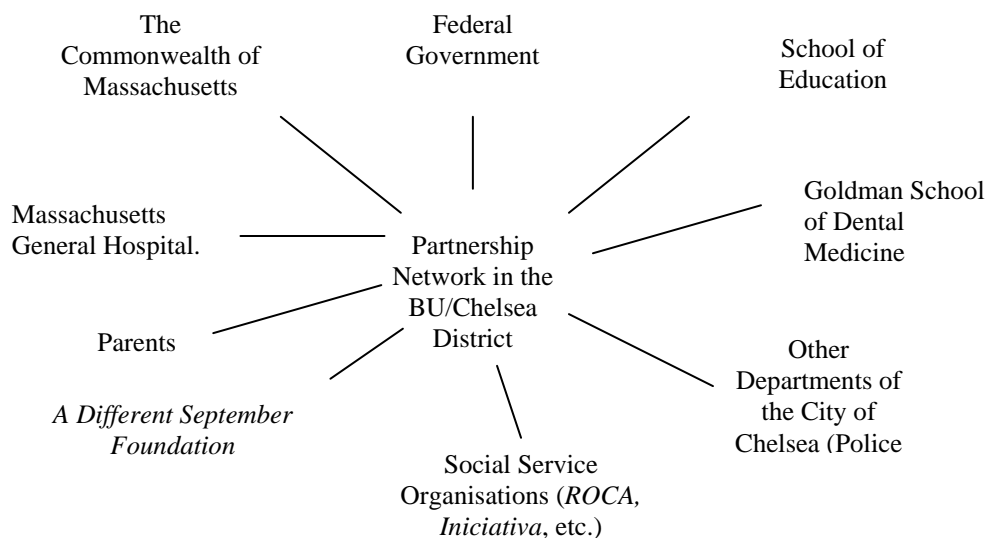 The
Commonwealth of
Massachusetts
Federal
Government
School of
Education
Massachusetts
General Hospital.
Goldman School
of Dental
Medicine
Partnership
Network in the
BU/Chelsea
District
Parents
Other
Departments of
the City of
Chelsea (Police
A Different September
Foundation
Social Service
Organisations (ROCA,
Iniciativa, etc.)